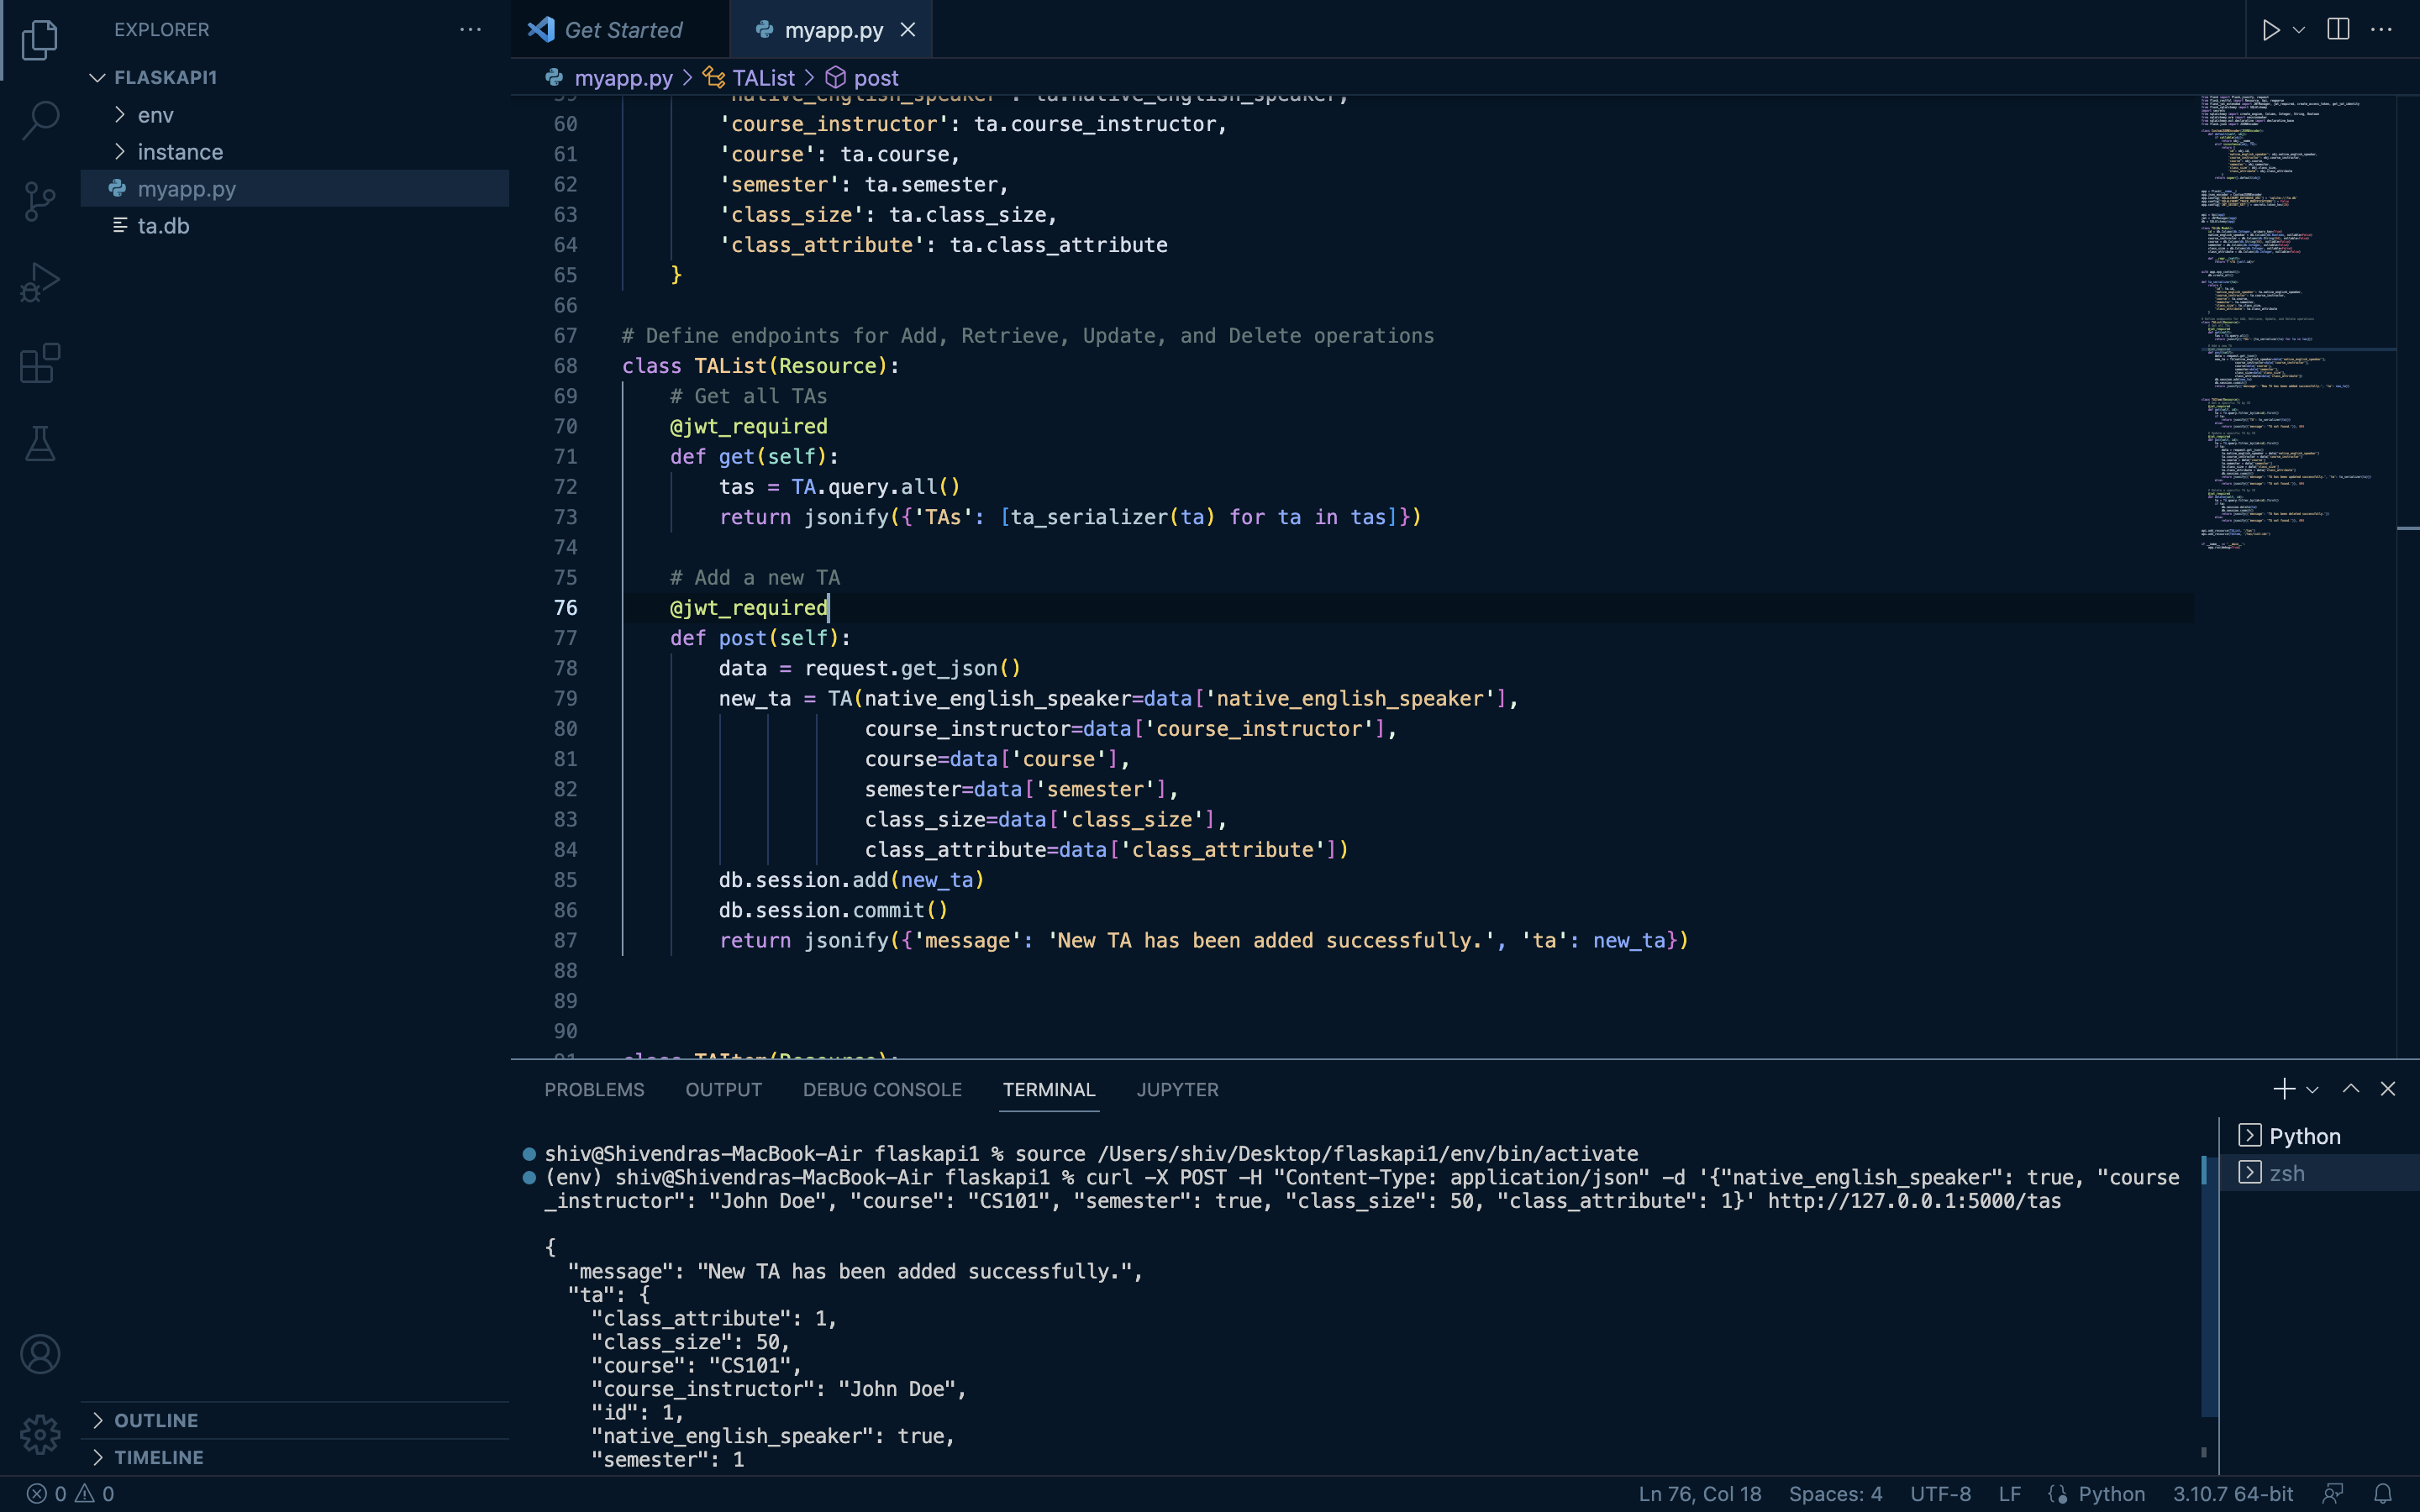 EXPLORER
FLASKAPI1
env
instance
myapp.py
ta.db
OUTLINE
TIMELINE
Get Started
myapp.py
myapp.py > TAList > post
60 'course_instructor': ta.course_instructor,
61 'course': ta.course,
62 'semester': ta.semester,
63 'class_size': ta.class_size,
64 'class_attribute': ta.class_attribute
65 }
66
67 # Define endpoints for Add, Retrieve, Update, and Delete operations
68 class TAList(Resource):
69 # Get all TAs
70 @jwt_required
71 def get(self):
72 tas = TA.query.all()
73 return jsonify({'TAs': [ta_serializer(ta) for ta in tas]})
74
75 # Add a new TA
76 @jwt_required
77 def post(self):
78 data = request.get_json()
79 new_ta = TA(native_english_speaker=data['native_english_speaker'],
80 course_instructor=data['course_instructor'],
81 course=data['course'],
82 semester=data['semester'],
83 class_size=data['class_size'],
84 class_attribute=data['class_attribute'])
85 db.session.add(new_ta)
86 db.session.commit()
87 return jsonify({'message': 'New TA has been added successfully.', 'ta': new_ta})
88
89
90
91 class TAItem(Resource):
PROBLEMS OUTPUT DEBUG CONSOLE TERMINAL JUPYTER
shiv@Shivendras-MacBook-Air flaskapi1 % source /Users/shiv/Desktop/flaskapi1/env/bin/activate
(env) shiv@Shivendras-MacBook-Air flaskapi1 % curl -X POST -H "Content-Type: application/json" -d '{"native_english_speaker": true, "course
_instructor": "John Doe", "course": "CS101", "semester": true, "class_size": 50, "class_attribute": 1}' http://127.0.0.1:5000/tas
{
"message": "New TA has been added successfully.",
"ta": {
"class_attribute": 1,
"class_size": 50,
"course": "CS101",
"course_instructor": "John Doe",
"id": 1,
"native_english_speaker": true,
"semester": 1
Python
zsh
0 0
Ln 76, Col 18 Spaces: 4 UTF-8 LF Python 3.10.7 64-bit